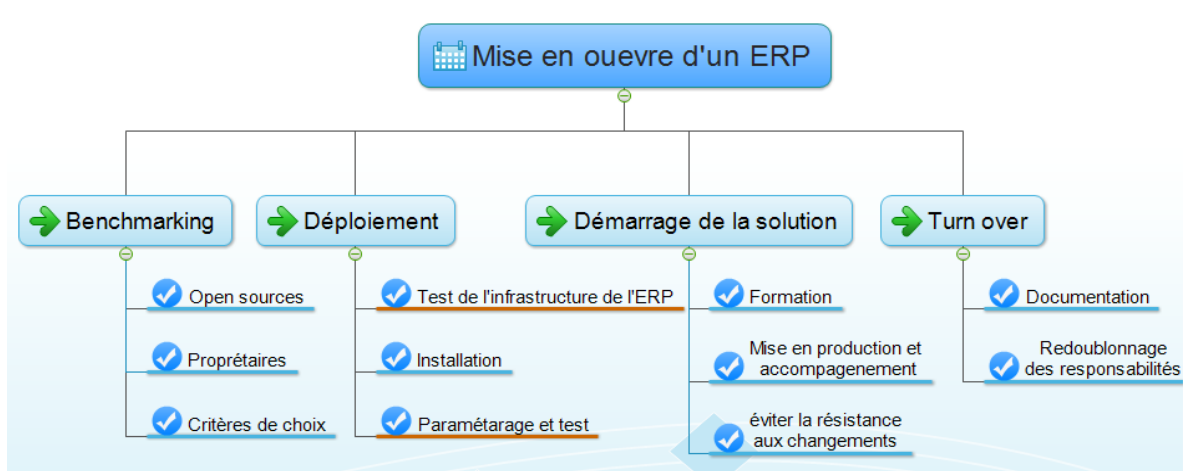 Mise en ouevre d'un ERP
Benchmarking
Open sources
Proprétaires
Critères de choix
Déploiement
Test de l'infrastructure de l'ERP
Installation
Paramétarage et test
Démarrage de la solution
Formation
Mise en production et
accompagenement
éviter la résistance
aux changements
Turn over
Documentation
Redoublonnage
des responsabilités